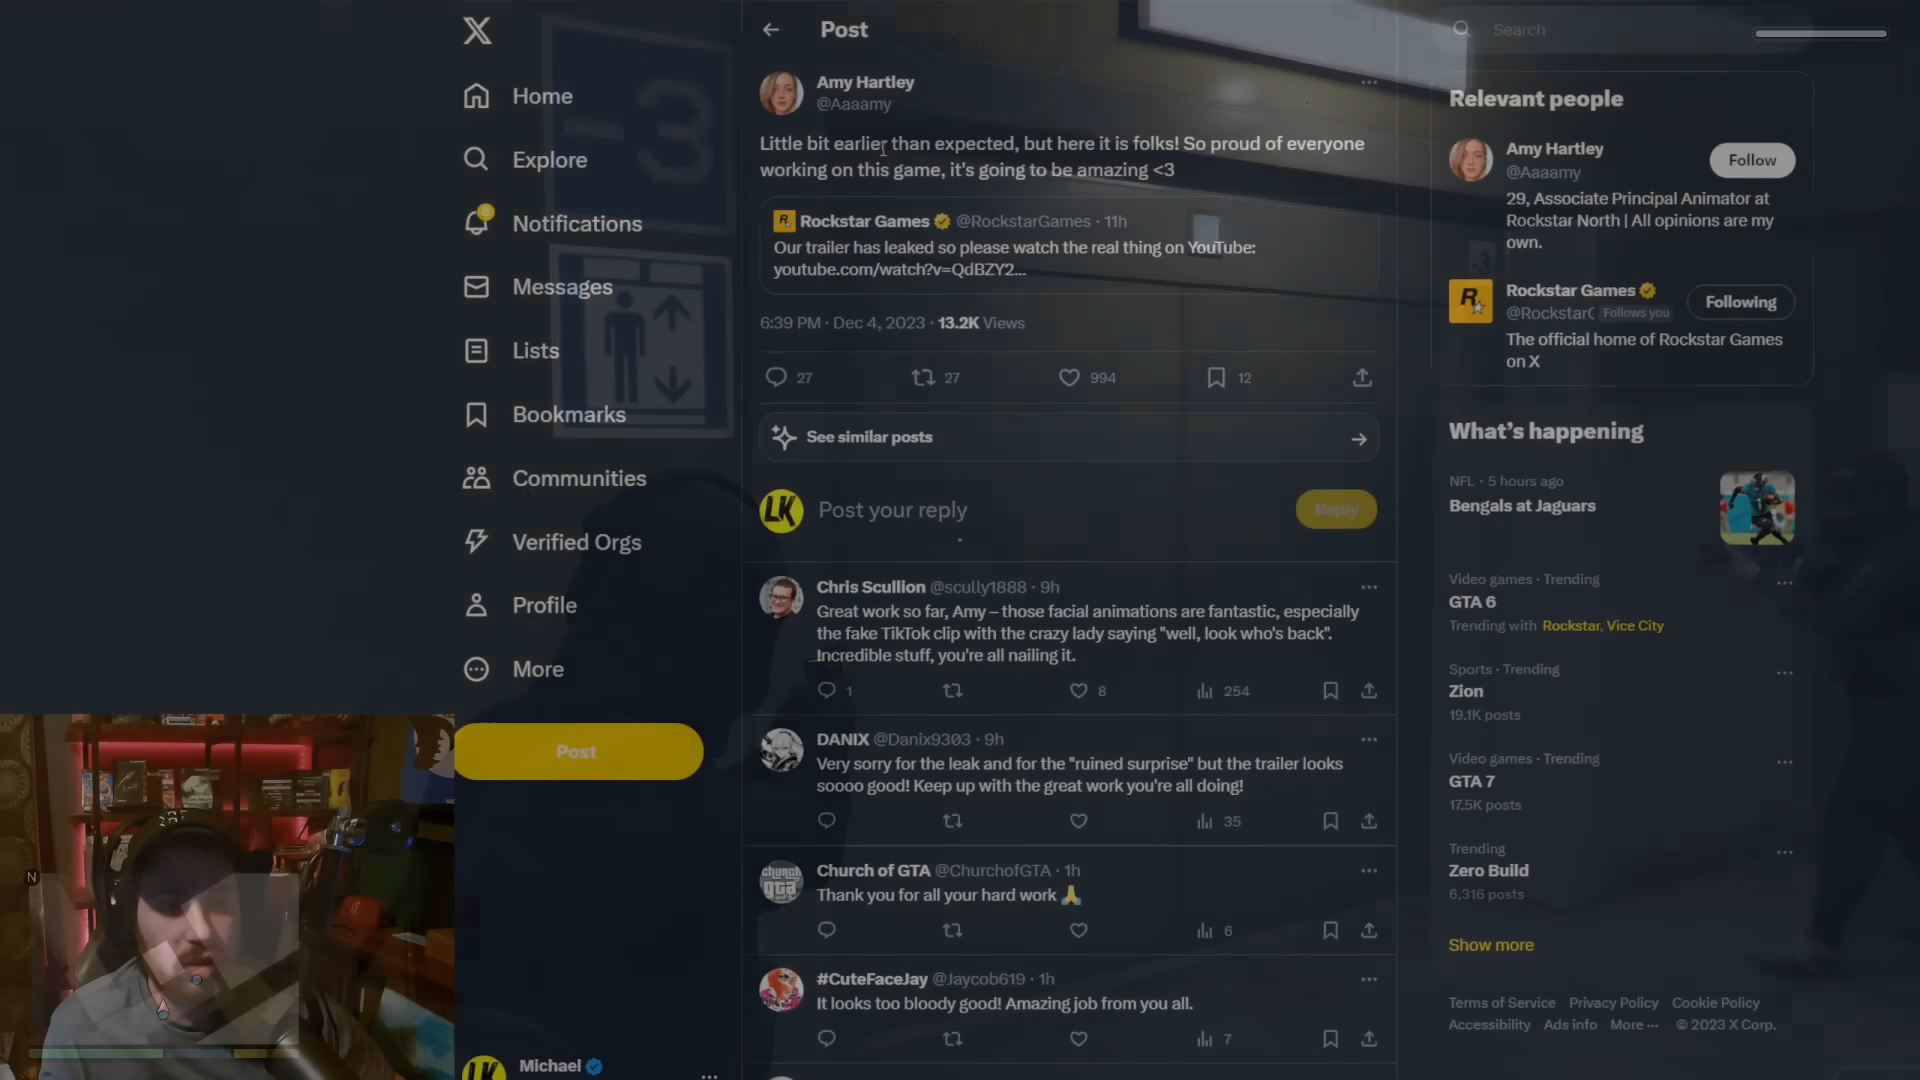 Home
Explore
6
Notifications
Messages
Lists
Bookmarks
Communities
Verified Orgs
Profile
More
Post
Michael
-3
Post
Amy Hartley
@Aaaamy
Little bit earlier than expected, but here it is folks! So proud of everyone
working on this game, it's going to be amazing <3
Rockstar Games @RockstarGames · 11h
Our trailer has leaked so please watch the real thing on YouTube:
youtube.com/watch?v=QdBZY2...
6:39 PM · Dec 4, 2023 · 13.2K Views
27 27 994 12
See similar posts
LK
Post your reply
Reply
Chris Scullion @scully1888 · 9h
Great work so far, Amy – those facial animations are fantastic, especially
the fake TikTok clip with the crazy lady saying "well, look who's back".
Incredible stuff, you're all nailing it.
1 8 254
DANIX @Danix9303 · 9h
Very sorry for the leak and for the "ruined surprise" but the trailer looks
soooo good! Keep up with the great work you're all doing!
35
church
gta
Church of GTA @ChurchofGTA · 1h
Thank you for all your hard work 🙏
6
#CuteFaceJay @Jaycob619 · 1h
It looks too bloody good! Amazing job from you all.
7
Search
Relevant people
Amy Hartley
@Aaaamy
Follow
29, Associate Principal Animator at
Rockstar North | All opinions are my
own.
Rockstar Games
@RockstarG Follows you
Following
The official home of Rockstar Games
on X
-3
What's happening
NFL · 5 hours ago
Bengals at Jaguars
Video games · Trending
GTA 6
Trending with Rockstar, Vice City
Sports · Trending
Zion
19.1K posts
Video games · Trending
GTA 7
17.5K posts
Trending
Zero Build
6,316 posts
Show more
Terms of Service Privacy Policy Cookie Policy
Accessibility Ads info More ··· © 2023 X Corp.
N
LK